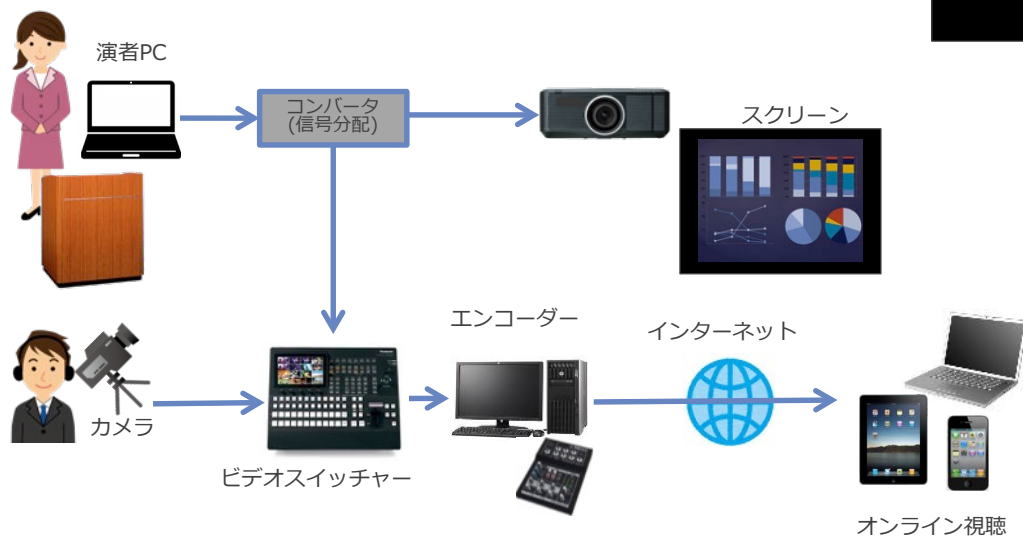 演者PC
コンバータ
(信号分配)
スクリーン
エンコーダー
インターネット
カメラ
ビデオスイッチャー
オンライン視聴